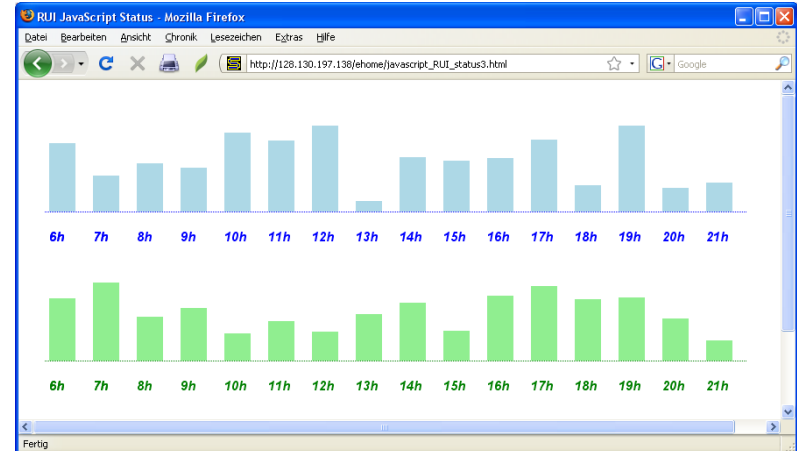 RUI JavaScript Status - Mozilla Firefox
Datei Bearbeiten Ansicht Chronik Lesezeichen Extras Hilfe
http://128.130.197.138/ehome/javascript_RUI_status3.html
G Google
6h 7h 8h 9h 10h 11h 12h 13h 14h 15h 16h 17h 18h 19h 20h 21h
6h 7h 8h 9h 10h 11h 12h 13h 14h 15h 16h 17h 18h 19h 20h 21h
Fertig